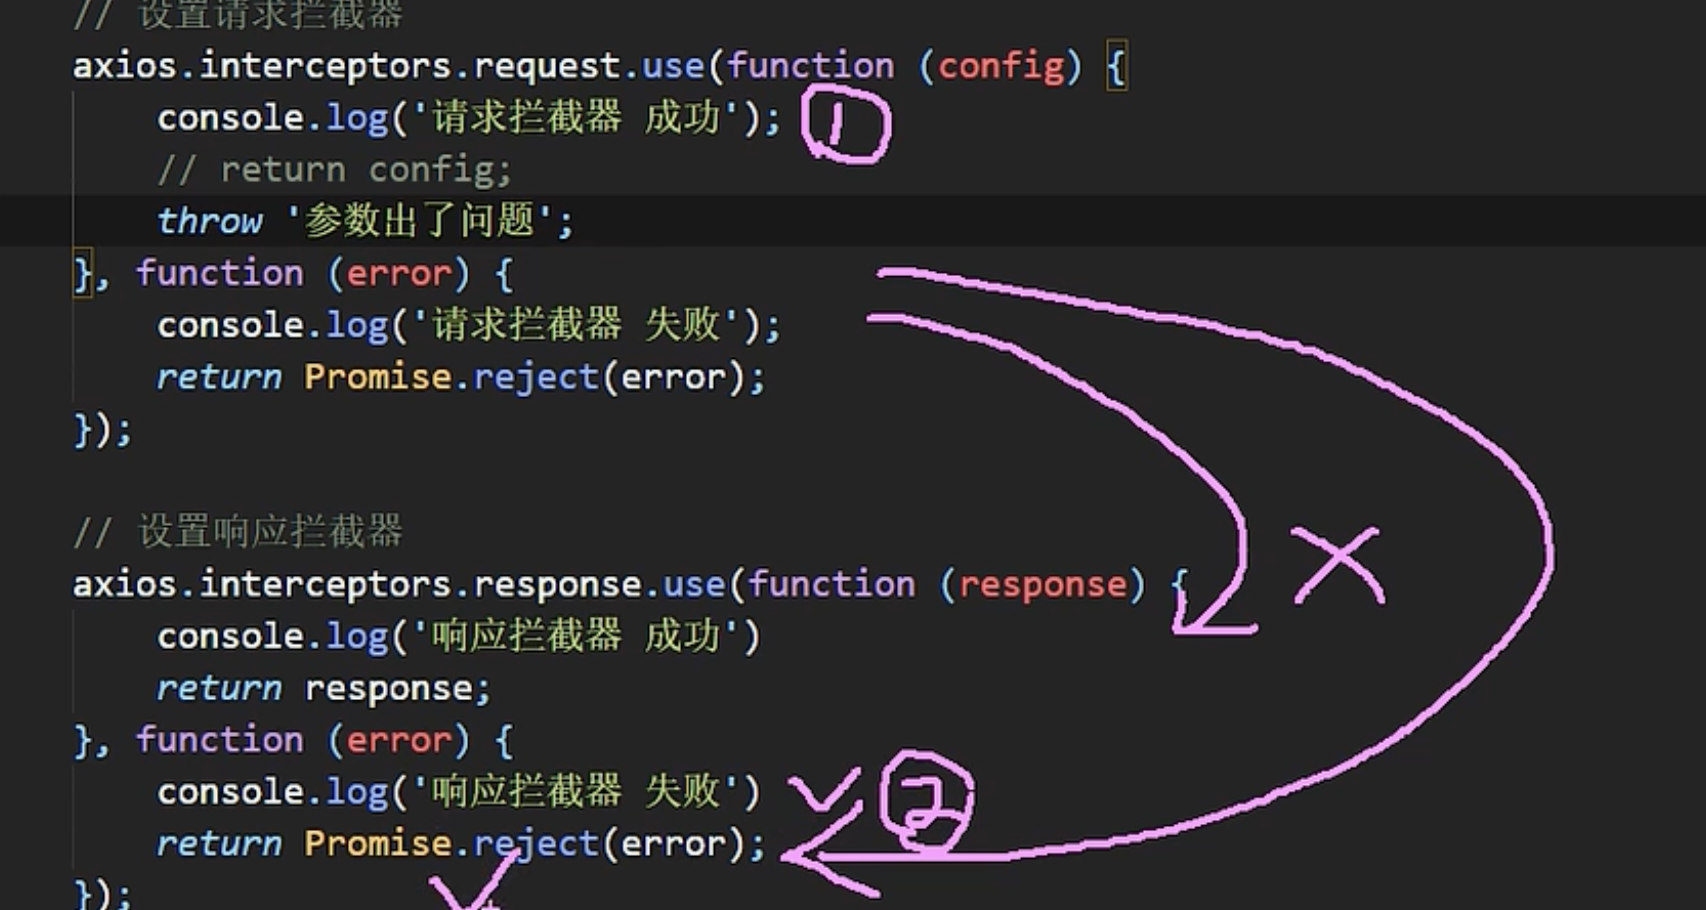 // 设置请求拦截器
axios.interceptors.request.use(function (config) {
console.log('请求拦截器 成功'); 1
// return config;
throw '参数出了问题';
}, function (error) {
console.log('请求拦截器 失败');
return Promise.reject(error);
});
// 设置响应拦截器
axios.interceptors.response.use(function (response) {
console.log('响应拦截器 成功')
return response;
}, function (error) {
console.log('响应拦截器 失败') 2
return Promise.reject(error);
});